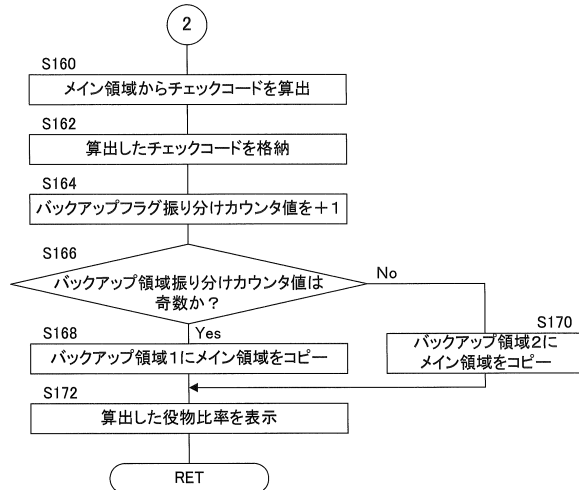 2
S160
メイン領域からチェックコードを算出
S162
算出したチェックコードを格納
S164
バックアップフラグ振り分けカウンタ値を+1
S166
バックアップ領域振り分けカウンタ値は
奇数か?
No
Yes
S168
バックアップ領域1にメイン領域をコピー
S170
バックアップ領域2に
メイン領域をコピー
S172
算出した役物比率を表示
RET